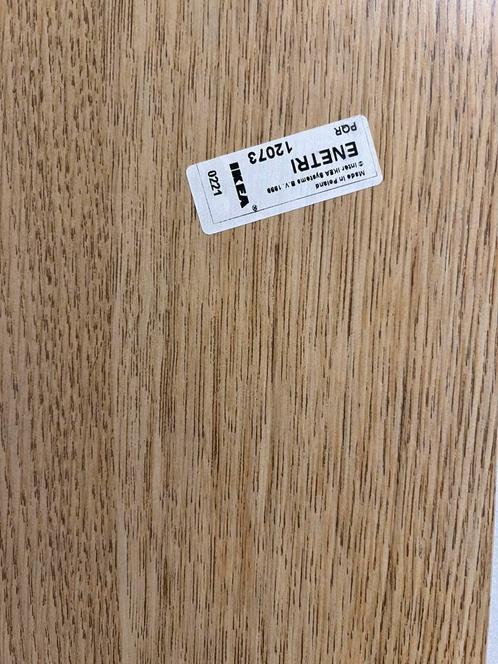 Made in Poland
© Inter IKEA Systems B.V. 1999
ENETRI
12073
PQR
IKEA®
0221